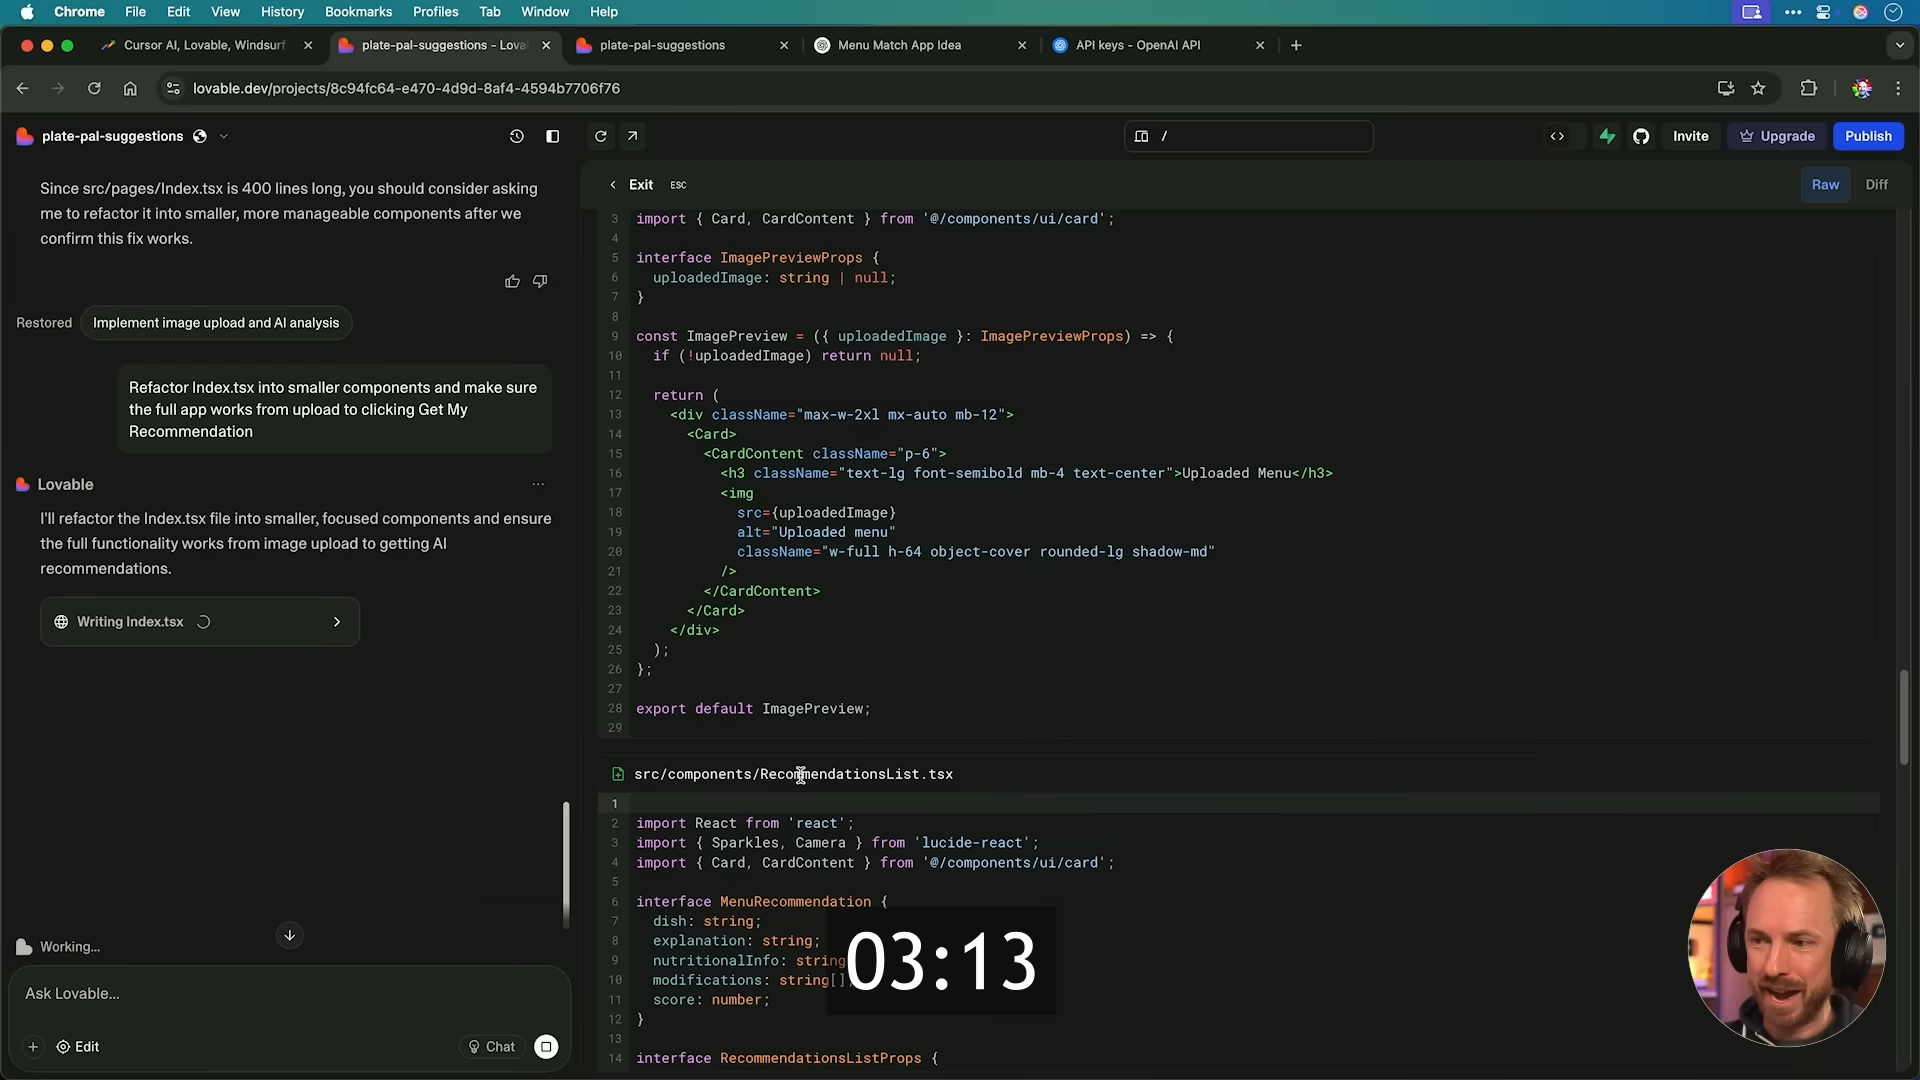 Chrome File Edit View History Bookmarks Profiles Tab Window Help
Cursor AI, Lovable, Windsurf
plate-pal-suggestions - Lova
plate-pal-suggestions
Menu Match App Idea
API keys - OpenAI API
lovable.dev/projects/8c94fc64-e470-4d9d-8af4-4594b7706f76
plate-pal-suggestions
/
Invite
Upgrade
Publish
Since src/pages/Index.tsx is 400 lines long, you should consider asking
me to refactor it into smaller, more manageable components after we
confirm this fix works.
Restored
Implement image upload and AI analysis
Refactor Index.tsx into smaller components and make sure
the full app works from upload to clicking Get My
Recommendation
Lovable
I'll refactor the Index.tsx file into smaller, focused components and ensure
the full functionality works from image upload to getting AI
recommendations.
Writing Index.tsx
Working...
Ask Lovable...
Edit
Chat
Exit ESC
Raw
Diff
3 import { Card, CardContent } from '@/components/ui/card';
4
5 interface ImagePreviewProps {
6 uploadedImage: string | null;
7 }
8
9 const ImagePreview = ({ uploadedImage }: ImagePreviewProps) => {
10 if (!uploadedImage) return null;
11
12 return (
13 <div className="max-w-2xl mx-auto mb-12">
14 <Card>
15 <CardContent className="p-6">
16 <h3 className="text-lg font-semibold mb-4 text-center">Uploaded Menu</h3>
17 <img
18 src={uploadedImage}
19 alt="Uploaded menu"
20 className="w-full h-64 object-cover rounded-lg shadow-md"
21 />
22 </CardContent>
23 </Card>
24 </div>
25 );
26 };
27
28 export default ImagePreview;
29
src/components/RecommendationsList.tsx
1
2 import React from 'react';
3 import { Sparkles, Camera } from 'lucide-react';
4 import { Card, CardContent } from '@/components/ui/card';
5
6 interface MenuRecommendation {
7 dish: string;
8 explanation: string;
9 nutritionalInfo: string
10 modifications: string[]
11 score: number;
12 }
13
14 interface RecommendationsListProps {
03:13